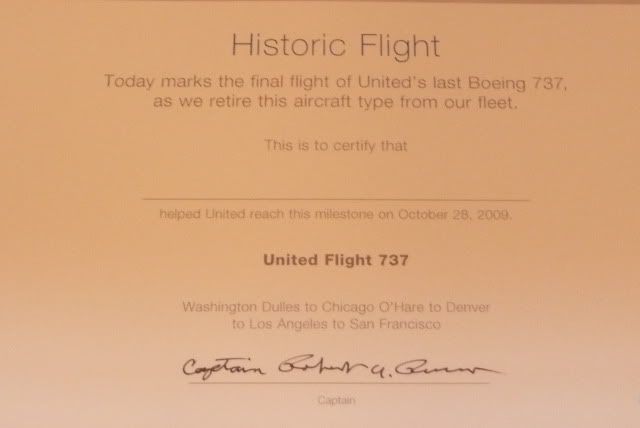 Historic Flight
Today marks the final flight of United's last Boeing 737,
as we retire this aircraft type from our fleet.
This is to certify that
helped United reach this milestone on October 28, 2009.
United Flight 737
Washington Dulles to Chicago O'Hare to Denver
to Los Angeles to San Francisco
Captain Robert A.
Captain